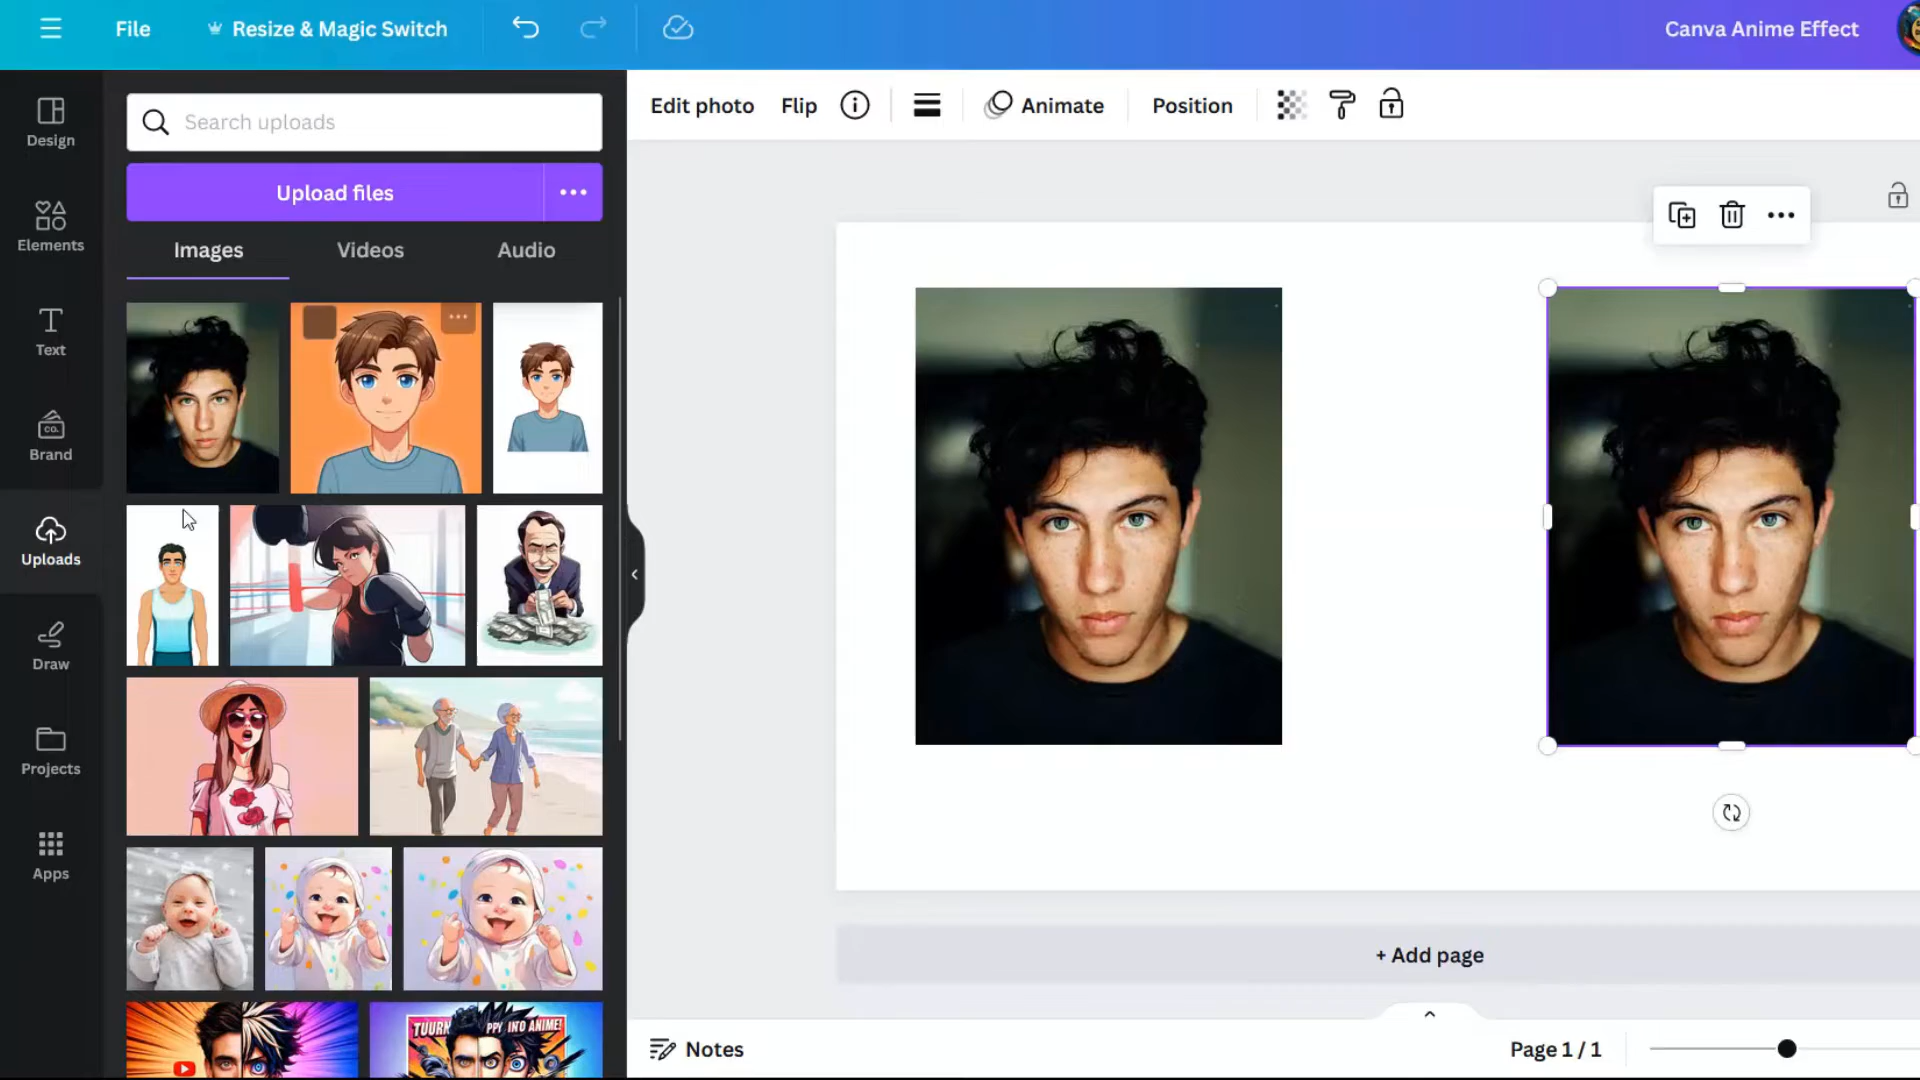 File
Resize & Magic Switch
Canva Anime Effect
Design
Elements
Text
Brand
CO.
Uploads
Draw
Projects
Apps
Search uploads
Upload files
Images
Videos
Audio
Edit photo
Flip
Animate
Position
+ Add page
Notes
Page 1 / 1